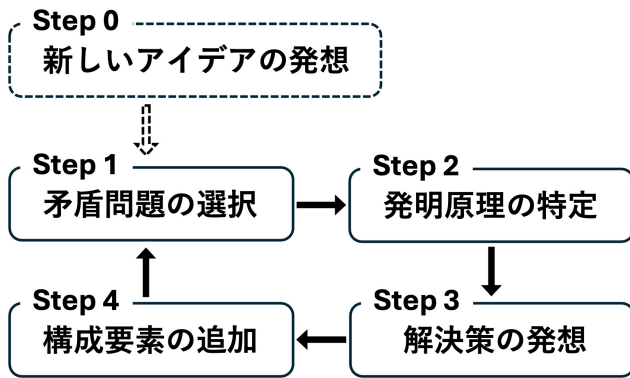 Step 0
新しいアイデアの発想
Step 1
矛盾問題の選択
Step 2
発明原理の特定
Step 4
構成要素の追加
Step 3
解決策の発想